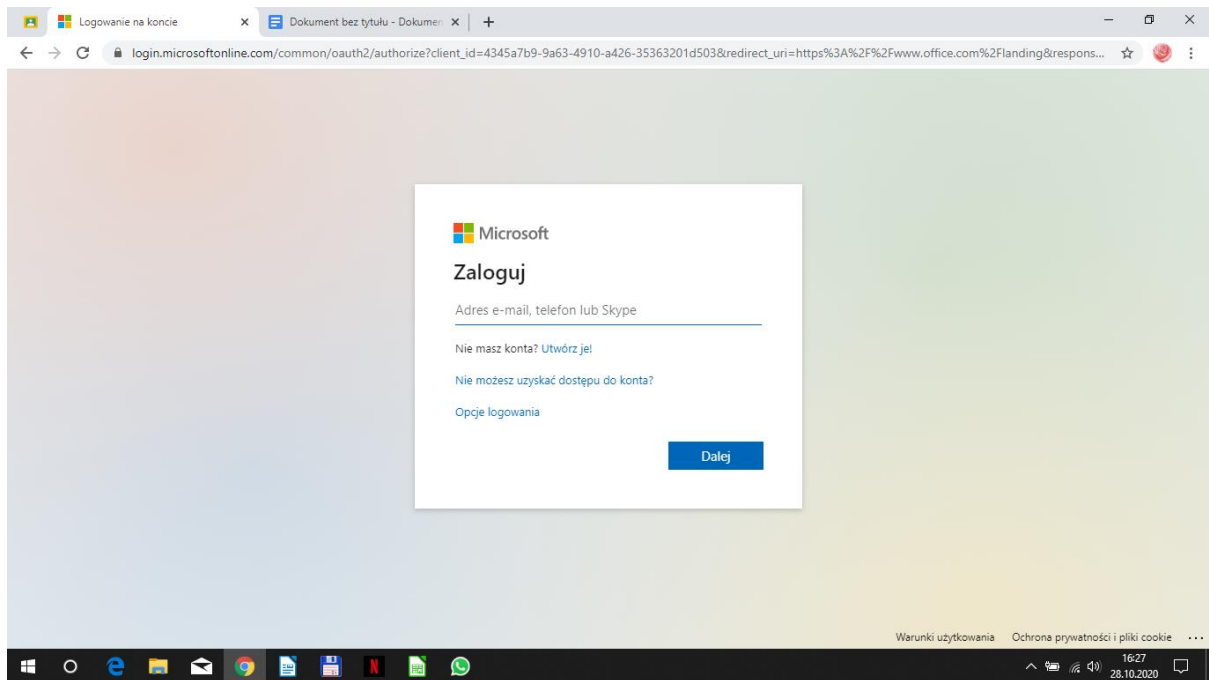 Logowanie na koncie
Dokument bez tytułu - Dokumen
login.microsoftonline.com/common/oauth2/authorize?client_id=4345a7b9-9a63-4910-a426-35363201d503&redirect_uri=https%3A%2F%2Fwww.office.com%2Flanding&respons...
Microsoft
Zaloguj
Adres e-mail, telefon lub Skype
Nie masz konta? Utwórz je!
Nie możesz uzyskać dostępu do konta?
Opcje logowania
Dalej
Warunki użytkowania Ochrona prywatności i pliki cookie ...
16:27
28.10.2020